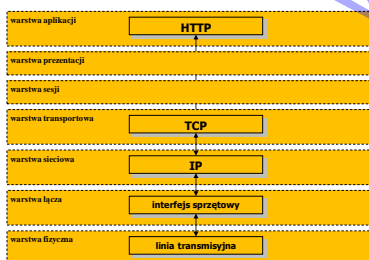 warstwa aplikacji
HTTP
warstwa prezentacji
warstwa sesji
warstwa transportowa
TCP
warstwa sieciowa
IP
warstwa łącza
interfejs sprzętowy
warstwa fizyczna
linia transmisyjna